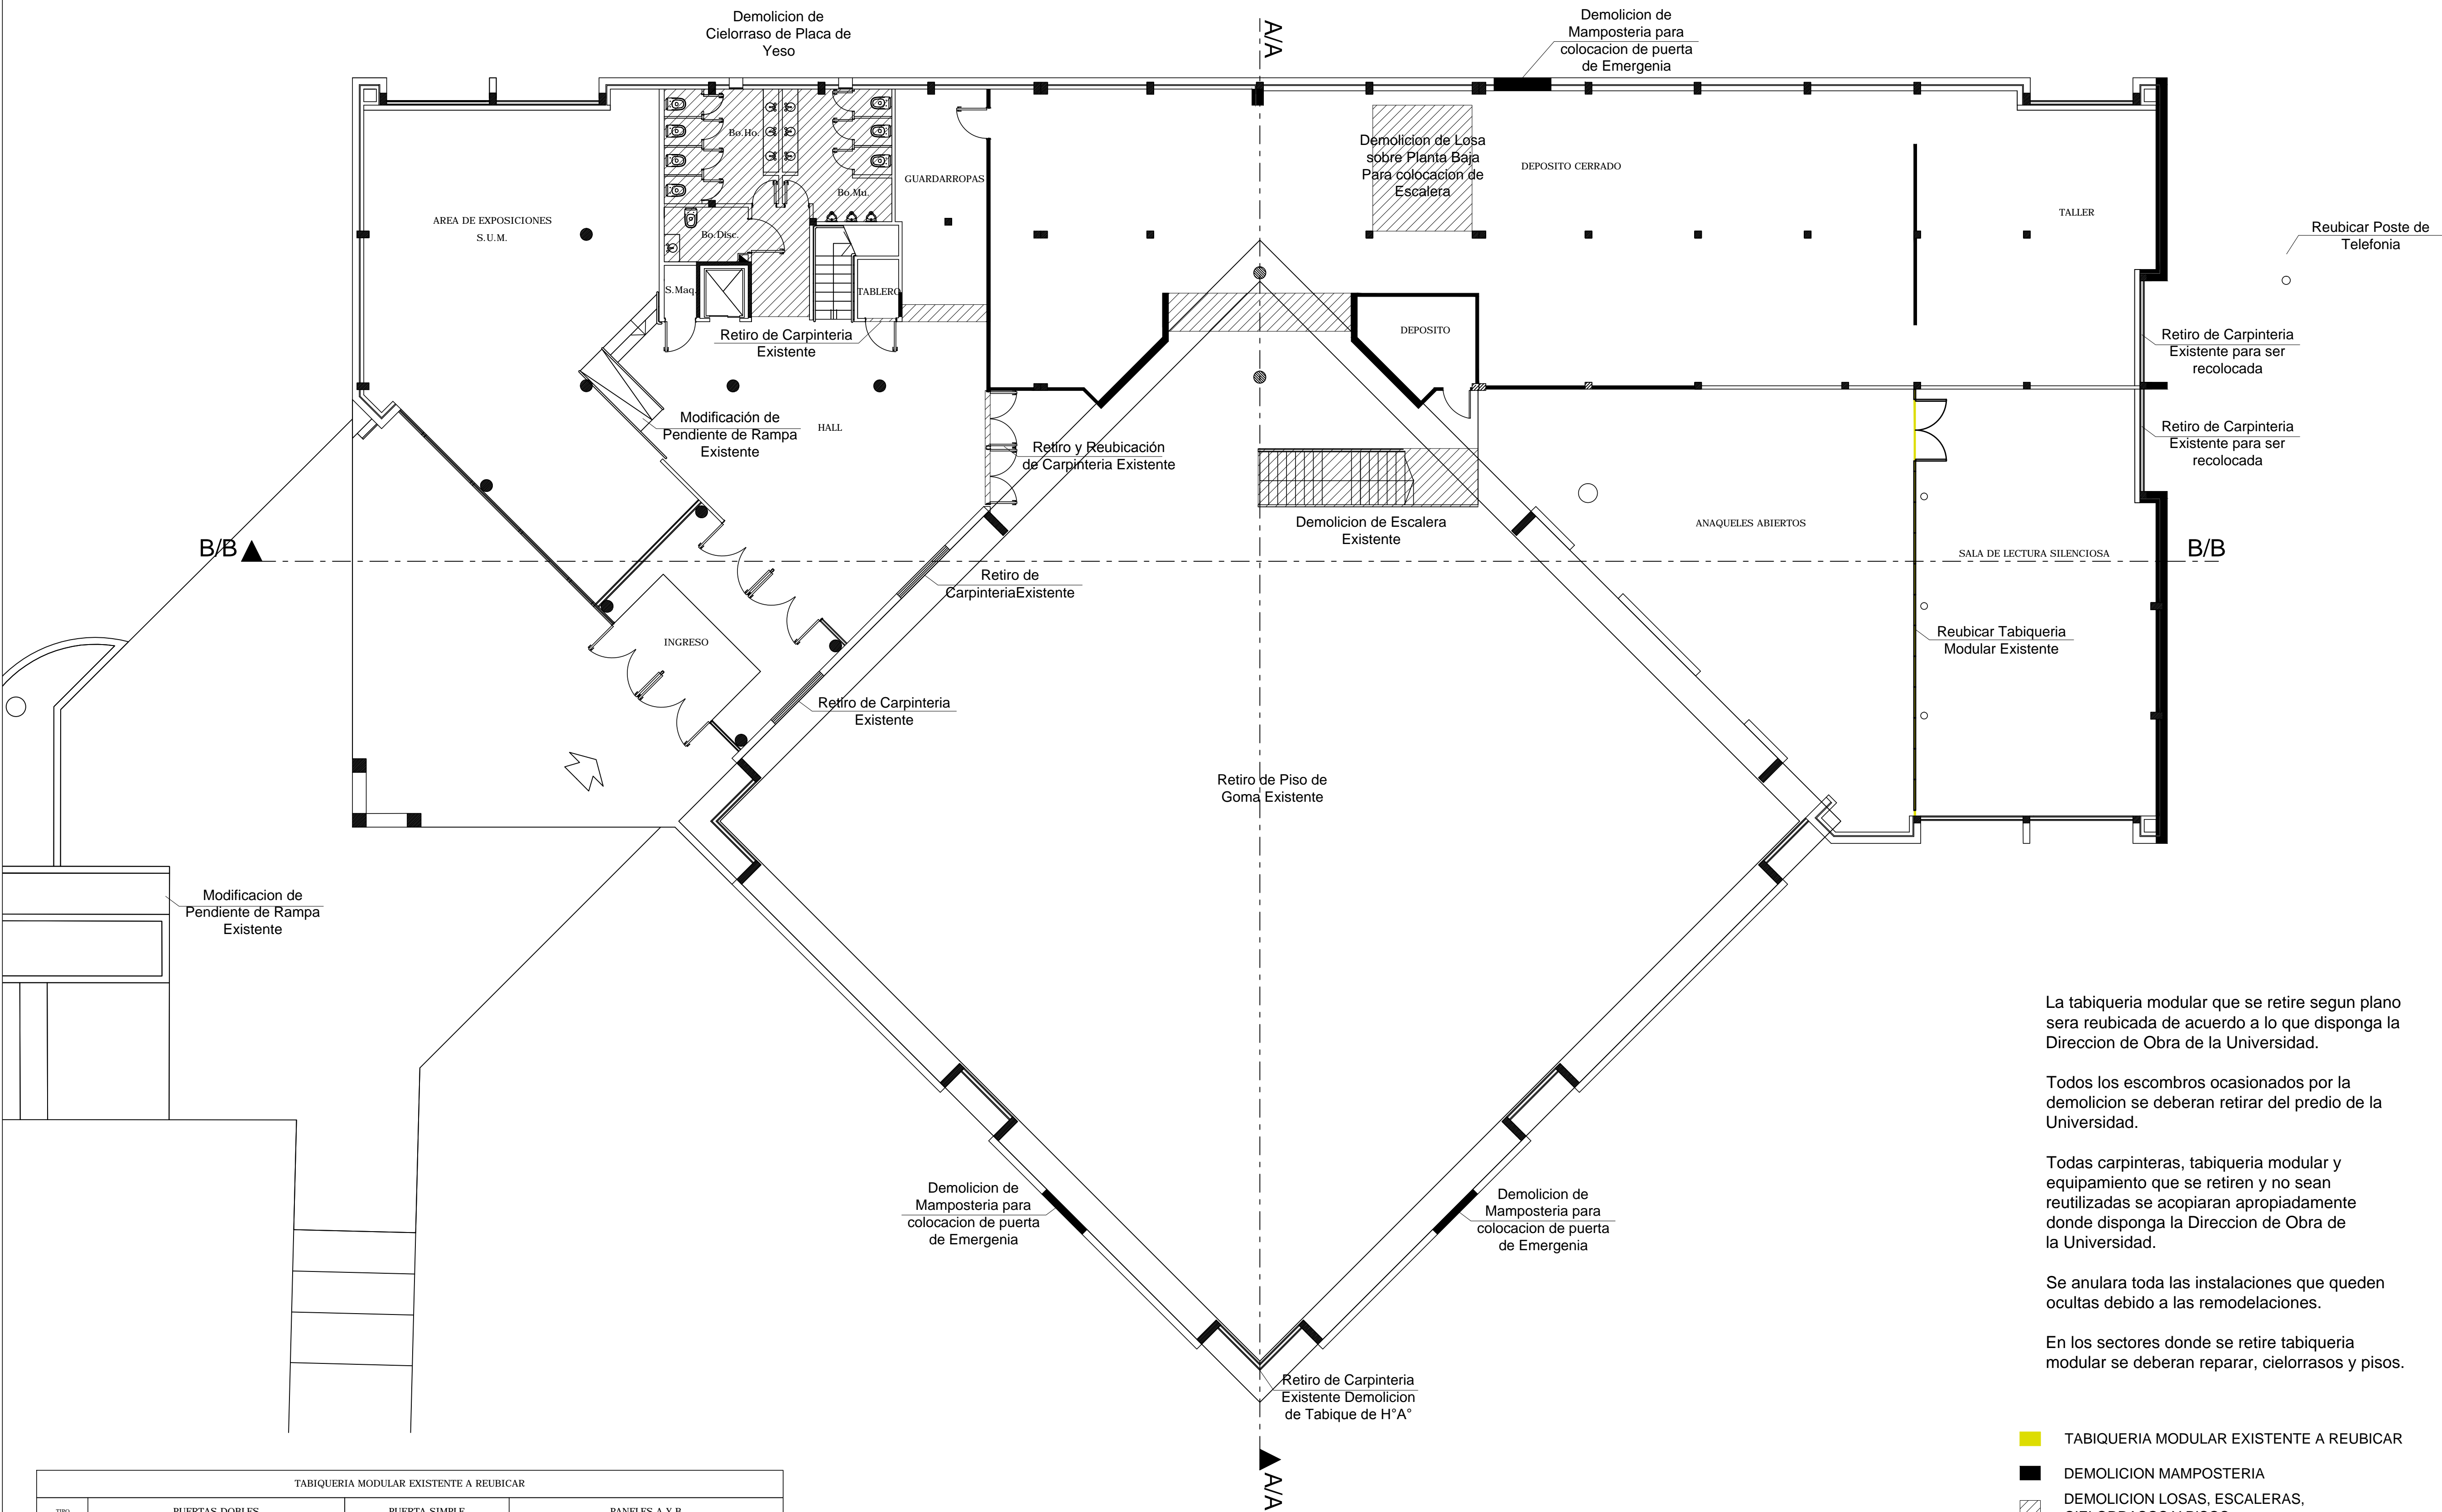 Demolicion de
Cielorraso de Placa de
Yeso
A/A
Demolicion de
Mamposteria para
colocacion de puerta
de Emergenia
Bo.Ho.
Bo.Mu.
GUARDARROPAS
Demolicion de Losa
sobre Planta Baja
Para colocacion de
Escalera
DEPOSITO CERRADO
TALLER
AREA DE EXPOSICIONES
S.U.M.
Bo.Disc.
Reubicar Poste de
Telefonia
S.Maq.
TABLERO
Retiro de Carpinteria
Existente
DEPOSITO
Retiro de Carpinteria
Existente para ser
recolocada
Modificación de
Pendiente de Rampa
Existente
HALL
Retiro y Reubicación
de Carpinteria Existente
Retiro de Carpinteria
Existente para ser
recolocada
Demolicion de Escalera
Existente
ANAQUELES ABIERTOS
B/B
SALA DE LECTURA SILENCIOSA
B/B
Retiro de
CarpinteriaExistente
INGRESO
Reubicar Tabiqueria
Modular Existente
Retiro de Carpinteria
Existente
Retiro de Piso de
Goma Existente
Modificacion de
Pendiente de Rampa
Existente
La tabiqueria modular que se retire segun plano
sera reubicada de acuerdo a lo que disponga la
Direccion de Obra de la Universidad.
Todos los escombros ocasionados por la
demolicion se deberan retirar del predio de la
Universidad.
Todas carpinteras, tabiqueria modular y
equipamiento que se retiren y no sean
reutilizadas se acopiaran apropiadamente
donde disponga la Direccion de Obra de
la Universidad.
Se anulara toda las instalaciones que queden
ocultas debido a las remodelaciones.
En los sectores donde se retire tabiqueria
modular se deberan reparar, cielorrasos y pisos.
Demolicion de
Mamposteria para
colocacion de puerta
de Emergenia
Demolicion de
Mamposteria para
colocacion de puerta
de Emergenia
Retiro de Carpinteria
Existente Demolicion
de Tabique de H°A°
A/A
TABIQUERIA MODULAR EXISTENTE A REUBICAR
DEMOLICION MAMPOSTERIA
DEMOLICION LOSAS, ESCALERAS,
TABIQUERIA MODULAR EXISTENTE A REUBICAR
TIPO
PUERTAS DOBLES
PUERTA SIMPLE
PANELES A Y B